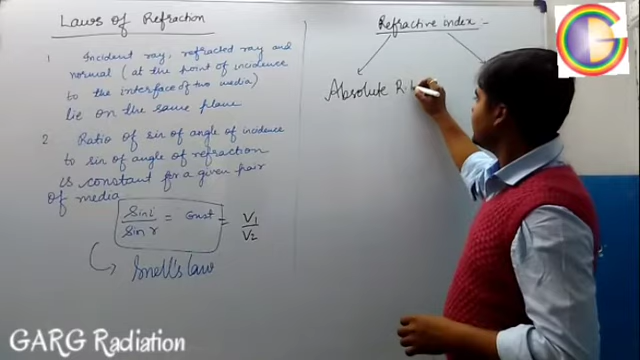 Laws of Refraction
1 Incident ray, refracted ray and
normal (at the point of incidence
to the interface of two media)
lie on the same plane
2 Ratio of sin of angle of incidence
to sin of angle of refraction
is constant for a given pair
of media
Sin i / Sin r = Const = V1 / V2
Snell's law
Refractive index :-
Absolute R.I
G
GARG Radiation